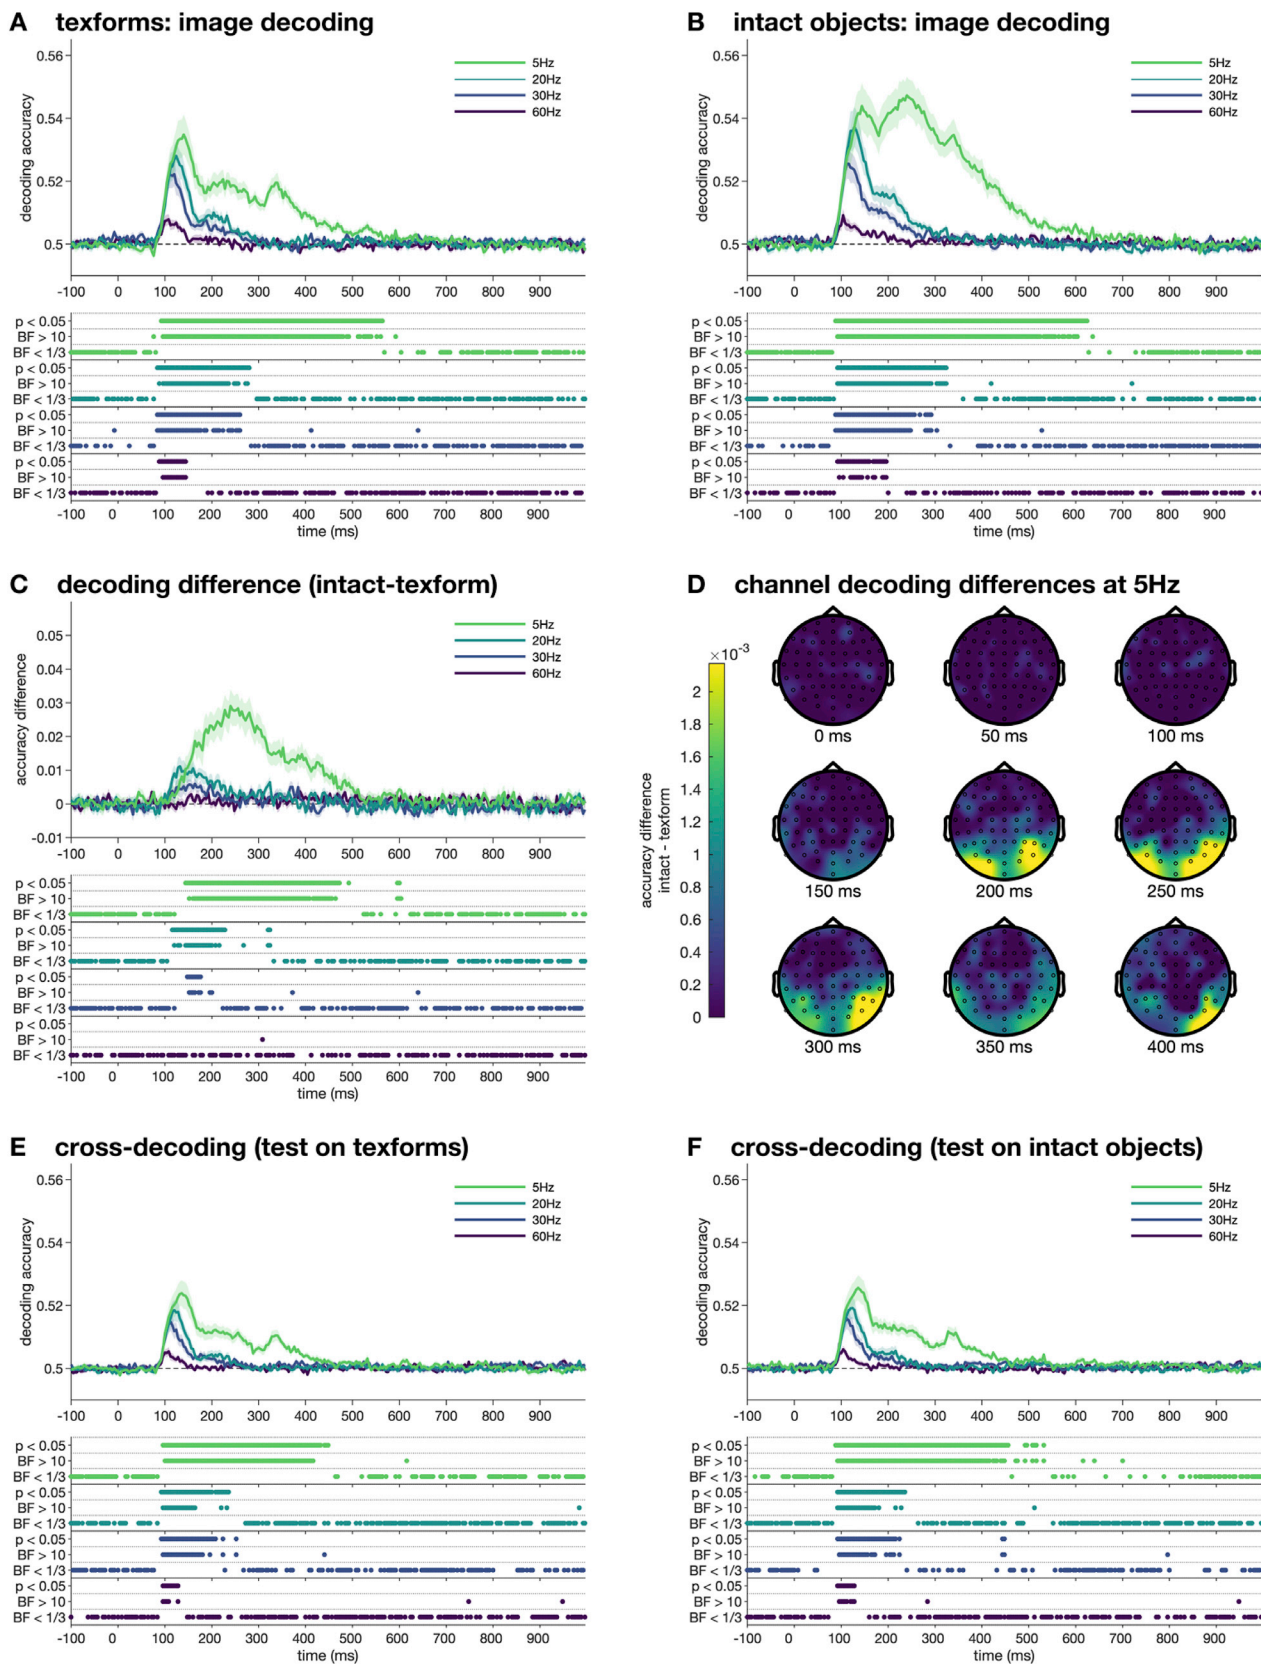 A texforms: image decoding
0.56
0.54
0.52
0.5
decoding accuracy
5Hz
20Hz
30Hz
60Hz
-100 0 100 200 300 400 500 600 700 800 900
p < 0.05
BF > 10
BF < 1/3
p < 0.05
BF > 10
BF < 1/3
p < 0.05
BF > 10
BF < 1/3
p < 0.05
BF > 10
BF < 1/3
-100 0 100 200 300 400 500 600 700 800 900
time (ms)
B intact objects: image decoding
0.56
0.54
0.52
0.5
decoding accuracy
5Hz
20Hz
30Hz
60Hz
-100 0 100 200 300 400 500 600 700 800 900
p < 0.05
BF > 10
BF < 1/3
p < 0.05
BF > 10
BF < 1/3
p < 0.05
BF > 10
BF < 1/3
p < 0.05
BF > 10
BF < 1/3
-100 0 100 200 300 400 500 600 700 800 900
time (ms)
C decoding difference (intact-texform)
0.05
0.04
0.03
0.02
0.01
0
-0.01
accuracy difference
5Hz
20Hz
30Hz
60Hz
-100 0 100 200 300 400 500 600 700 800 900
p < 0.05
BF > 10
BF < 1/3
p < 0.05
BF > 10
BF < 1/3
p < 0.05
BF > 10
BF < 1/3
p < 0.05
BF > 10
BF < 1/3
-100 0 100 200 300 400 500 600 700 800 900
time (ms)
D channel decoding differences at 5Hz
×10⁻³
2
1.8
1.6
1.4
1.2
1
0.8
0.6
0.4
0.2
0
accuracy difference
intact - texform
0 ms 50 ms 100 ms
150 ms 200 ms 250 ms
300 ms 350 ms 400 ms
E cross-decoding (test on texforms)
0.56
0.54
0.52
0.5
decoding accuracy
5Hz
20Hz
30Hz
60Hz
-100 0 100 200 300 400 500 600 700 800 900
p < 0.05
BF > 10
BF < 1/3
p < 0.05
BF > 10
BF < 1/3
p < 0.05
BF > 10
BF < 1/3
p < 0.05
BF > 10
BF < 1/3
-100 0 100 200 300 400 500 600 700 800 900
time (ms)
F cross-decoding (test on intact objects)
0.56
0.54
0.52
0.5
decoding accuracy
5Hz
20Hz
30Hz
60Hz
-100 0 100 200 300 400 500 600 700 800 900
p < 0.05
BF > 10
BF < 1/3
p < 0.05
BF > 10
BF < 1/3
p < 0.05
BF > 10
BF < 1/3
p < 0.05
BF > 10
BF < 1/3
-100 0 100 200 300 400 500 600 700 800 900
time (ms)